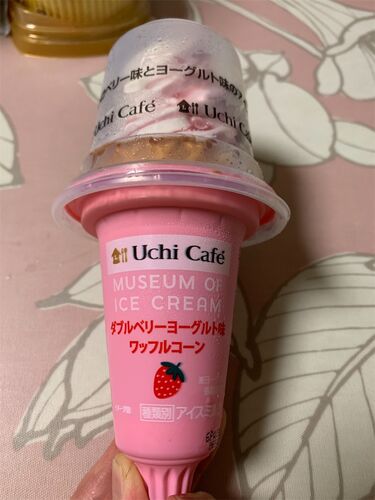 ベリー味とヨーグルト味の
Uchi Café
Uchi Café
Uchi Café
MUSEUM OF
ICE CREAM
ダブルベリーヨーグルト味
ワッフルコーン
種類別 アイスミ